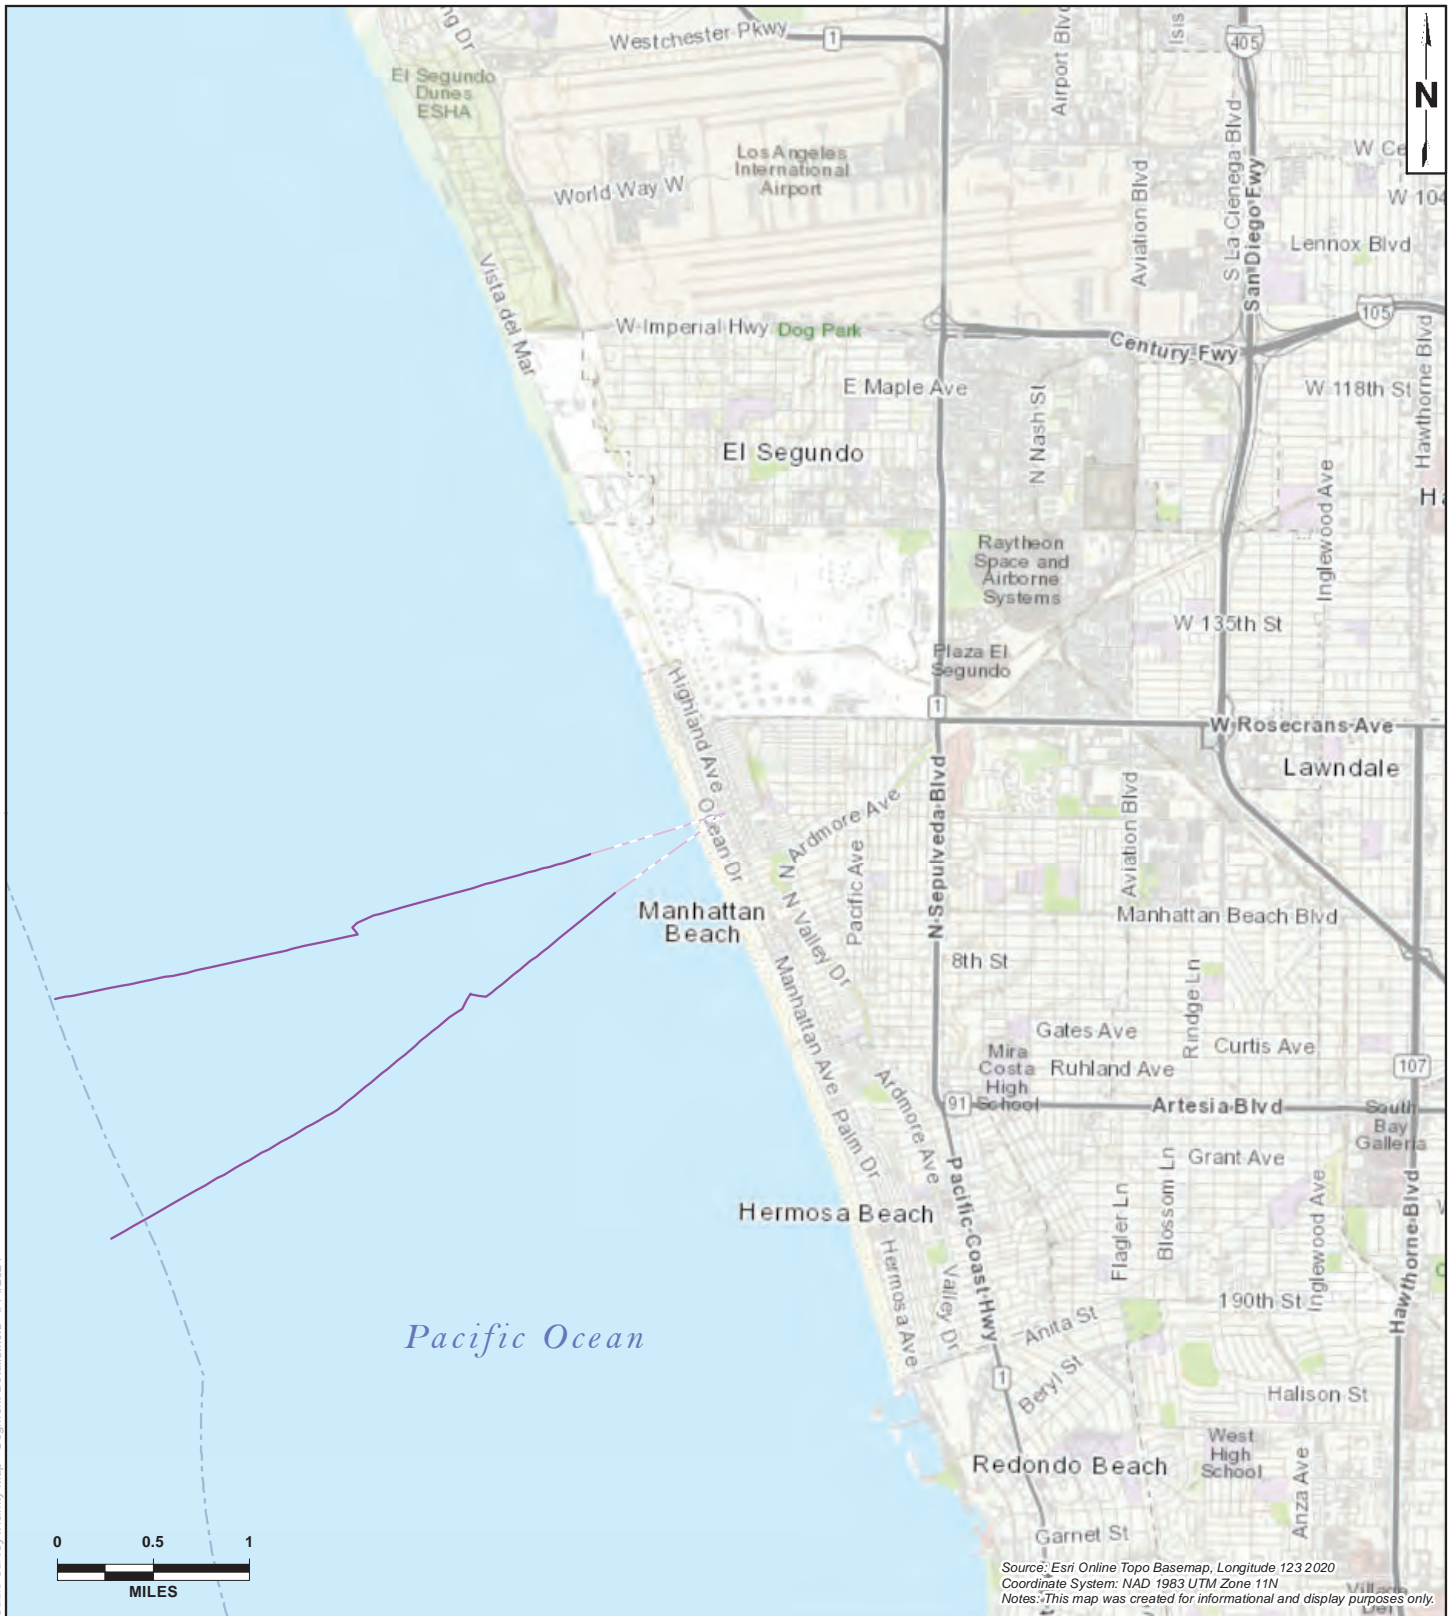 ng Dr
Westchester Pkwy
1
Airport Blvd
Isis
405
N
El Segundo
Dunes
ESHA
Los Angeles
International
Airport
World Way W
Aviation Blvd
S La Cienega Blvd
San Diego Fwy
W Ce
W 104
Lennox Blvd
Vista del Mar
W Imperial Hwy
Dog Park
Century Fwy
105
E Maple Ave
N Nash St
W 118th St
Hawthorne Blvd
El Segundo
Inglewood Ave
Ha
Raytheon
Space and
Airborne
Systems
W 135th St
Plaza El
Segundo
Highland Ave
1
W Rosecrans Ave
Lawndale
Ocean Dr
N Ardmore Ave
Pacific Ave
N Sepulveda Blvd
Aviation Blvd
Manhattan
Beach
N Valley Dr
Manhattan Beach Blvd
8th St
Manhattan Ave
Rindge Ln
Gates Ave
Curtis Ave
Mira
Costa
High
School
Ruhland Ave
107
91
Artesia Blvd
South
Bay
Galleria
Ardmore Ave
Palm Dr
Grant Ave
Pacific Coast Hwy
Flagler Ln
Blossom Ln
Inglewood Ave
Hawthorne Blvd
Hermosa Beach
Hermosa Ave
Valley Dr
190th St
Anita St
Pacific Ocean
1
Beryl St
Halison St
West
High
School
Redondo Beach
Anza Ave
Garnet St
0 0.5 1
MILES
Source: Esri Online Topo Basemap, Longitude 123 2020
Coordinate System: NAD 1983 UTM Zone 11N
Notes: This map was created for informational and display purposes only.
Village